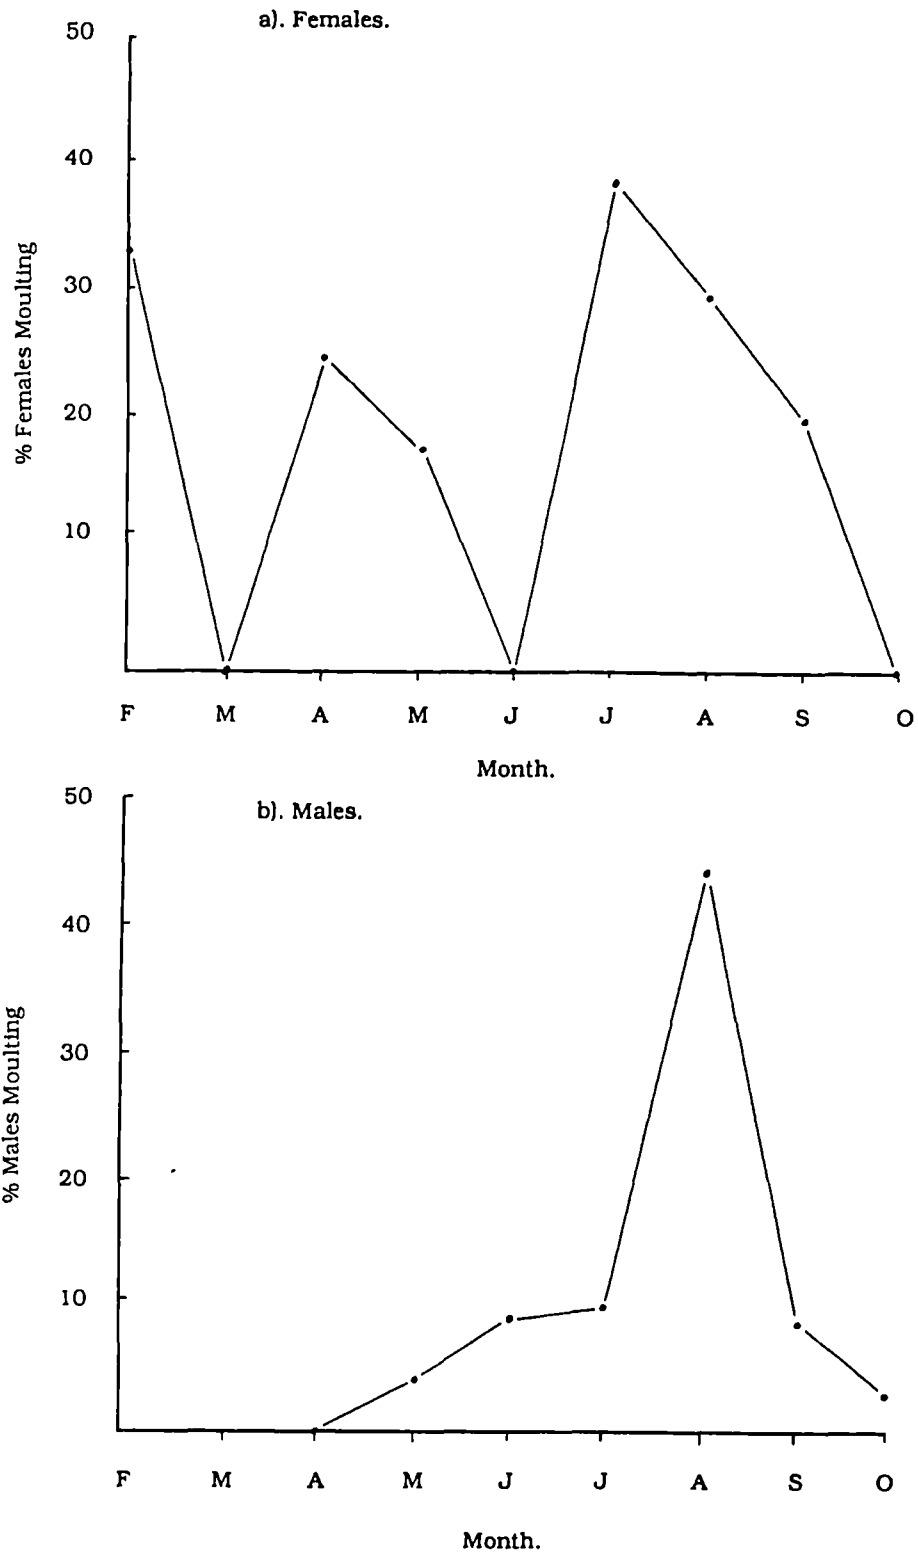 a). Females.
50
40
30
20
10
% Females Moulting
F M A M J J A S O
Month.
b). Males.
50
40
30
20
10
% Males Moulting
F M A M J J A S O
Month.